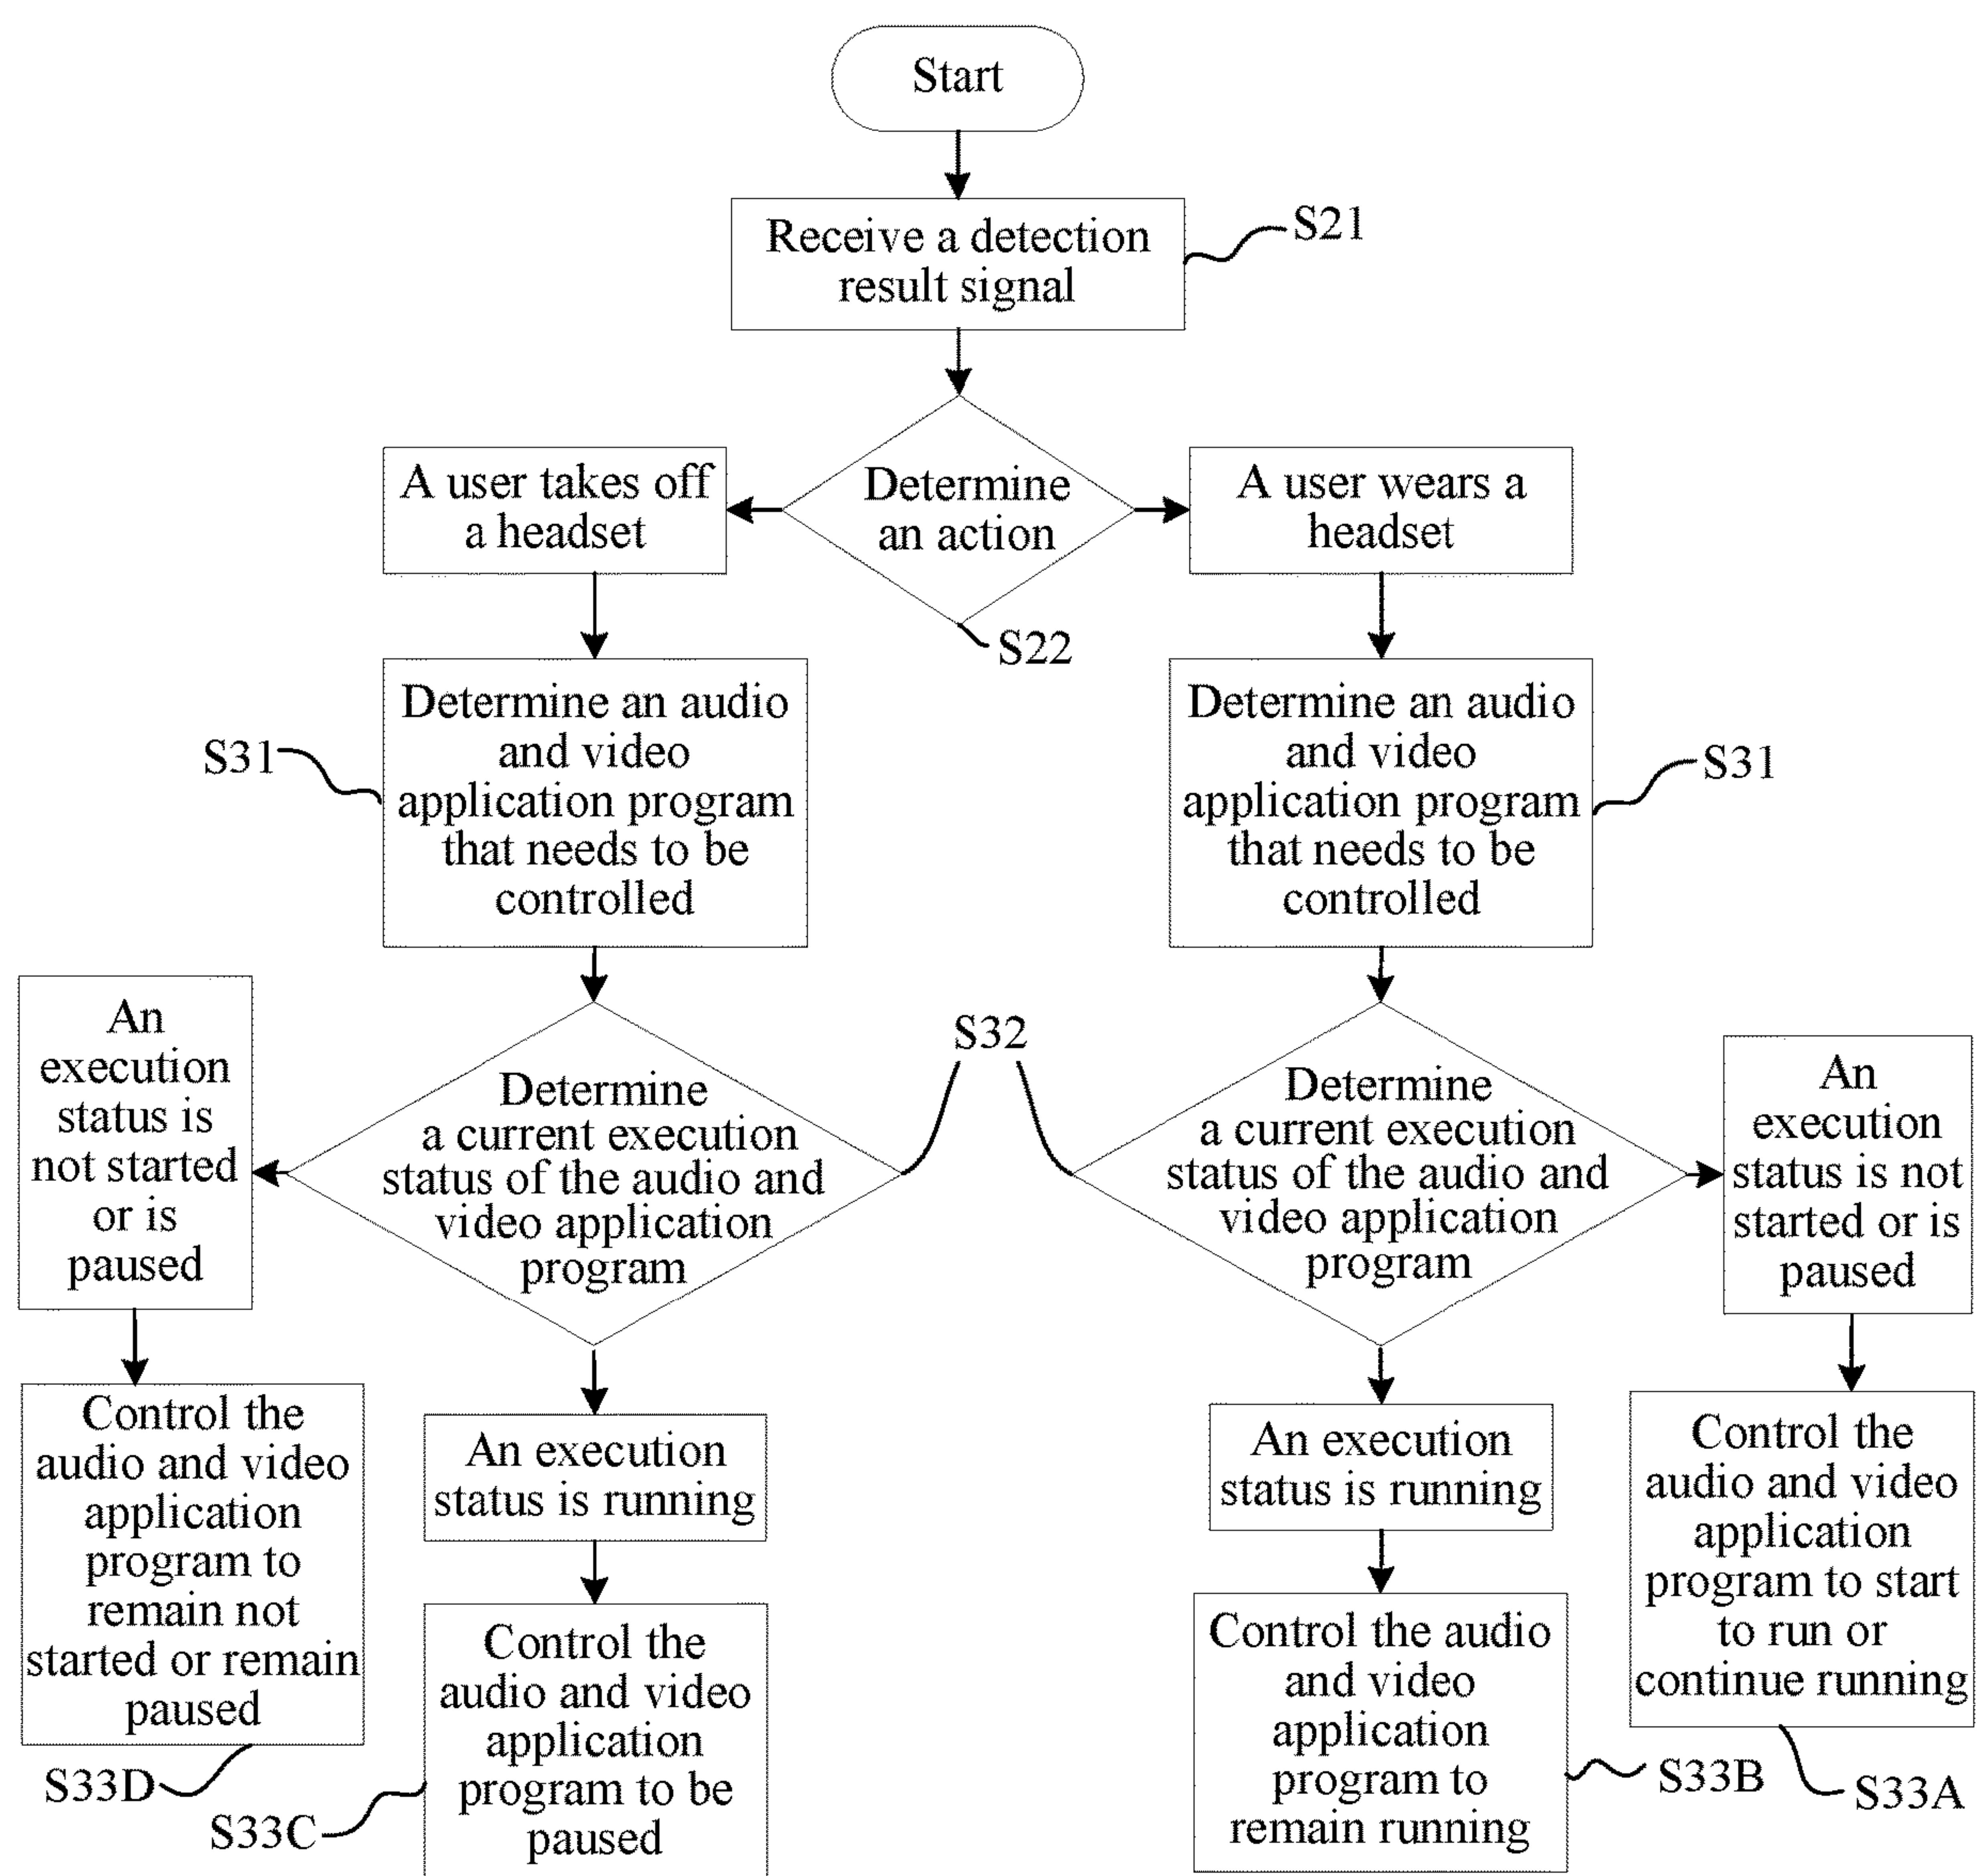 Start
Receive a detection
result signal
S21
A user takes off
a headset
Determine
an action
A user wears a
headset
S22
Determine an audio
and video
application program
that needs to be
controlled
S31
Determine an audio
and video
application program
that needs to be
controlled
S31
An
execution
status is
not started
or is
paused
Determine
a current execution
status of the audio and
video application
program
S32
Determine
a current execution
status of the audio and
video application
program
An
execution
status is not
started or is
paused
Control the
audio and video
application
program to
remain not
started or remain
paused
S33D
An execution
status is running
Control the
audio and video
application
program to be
paused
S33C
An execution
status is running
Control the audio
and video
application
program to
remain running
S33B
Control the
audio and video
application
program to start
to run or
continue running
S33A